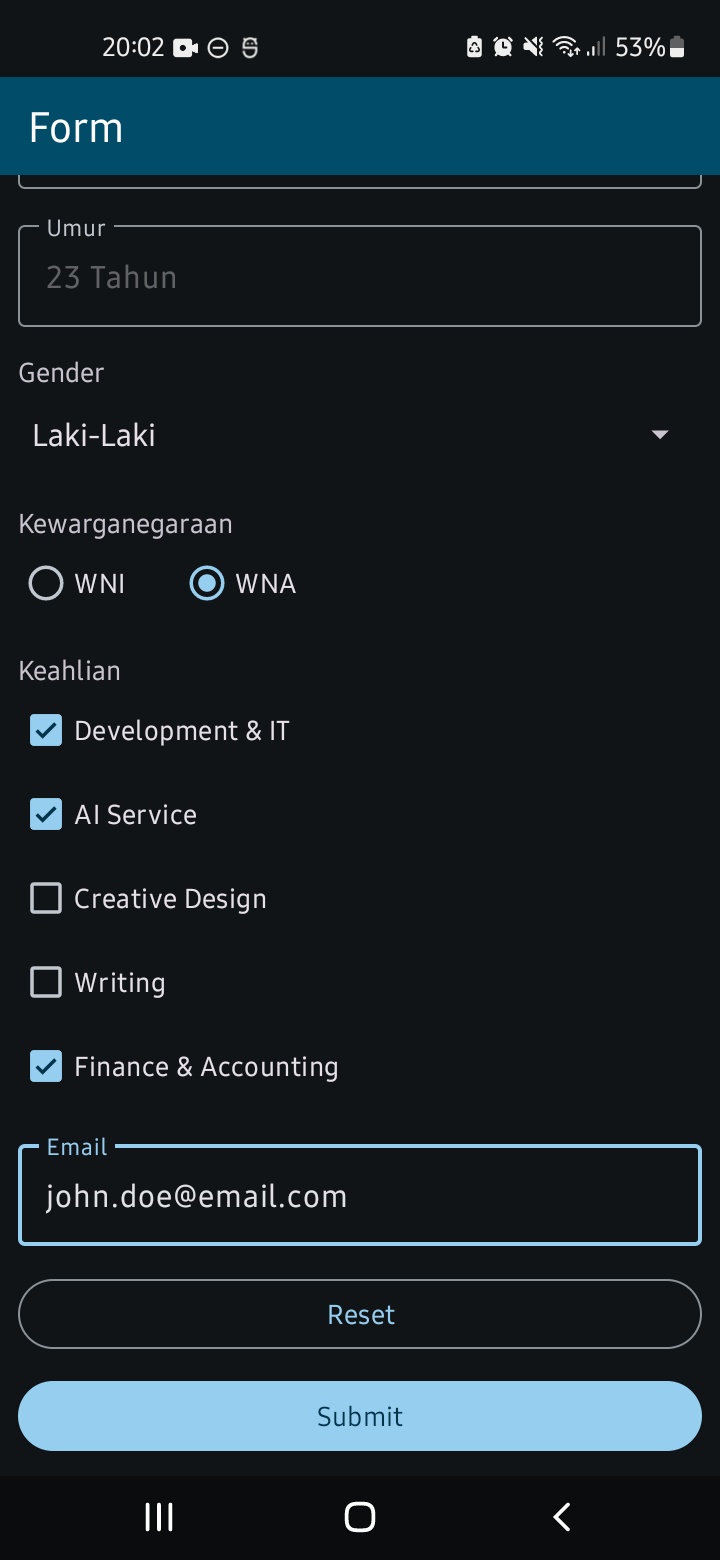 20:02
53%
Form
Umur
23 Tahun
Gender
Laki-Laki
Kewarganegaraan
WNI WNA
Keahlian
Development & IT
AI Service
Creative Design
Writing
Finance & Accounting
Email
john.doe@email.com
Reset
Submit